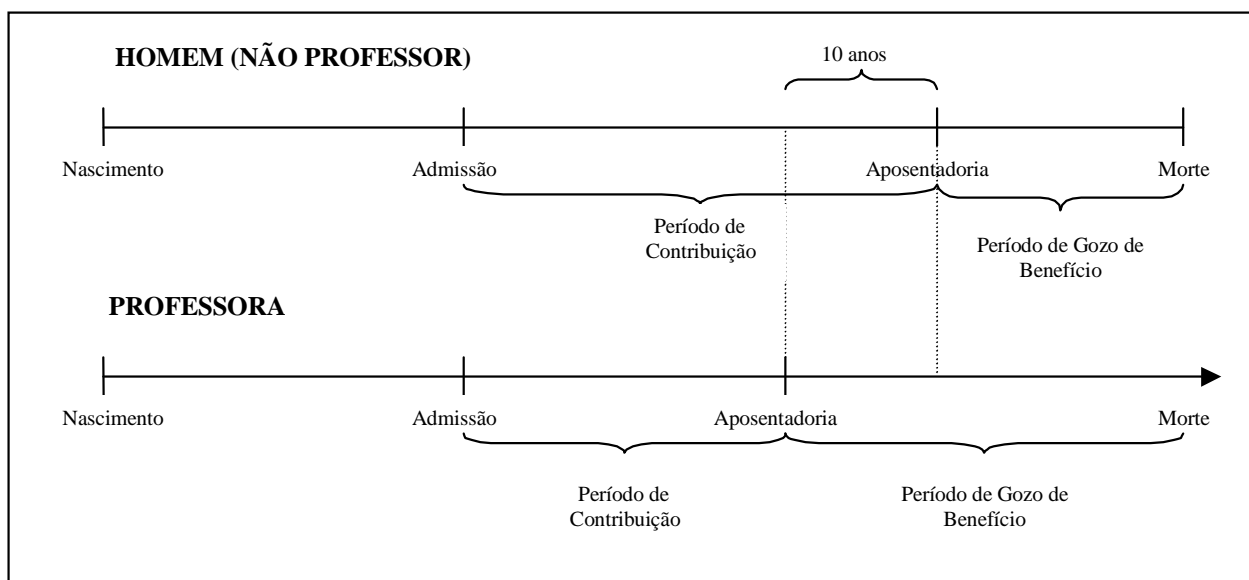 HOMEM (NÃO PROFESSOR)
10 anos
Nascimento
Admissão
Aposentadoria
Morte
Período de
Contribuição
Período de Gozo de
Benefício
PROFESSORA
Nascimento
Admissão
Aposentadoria
Morte
Período de
Contribuição
Período de Gozo de
Benefício